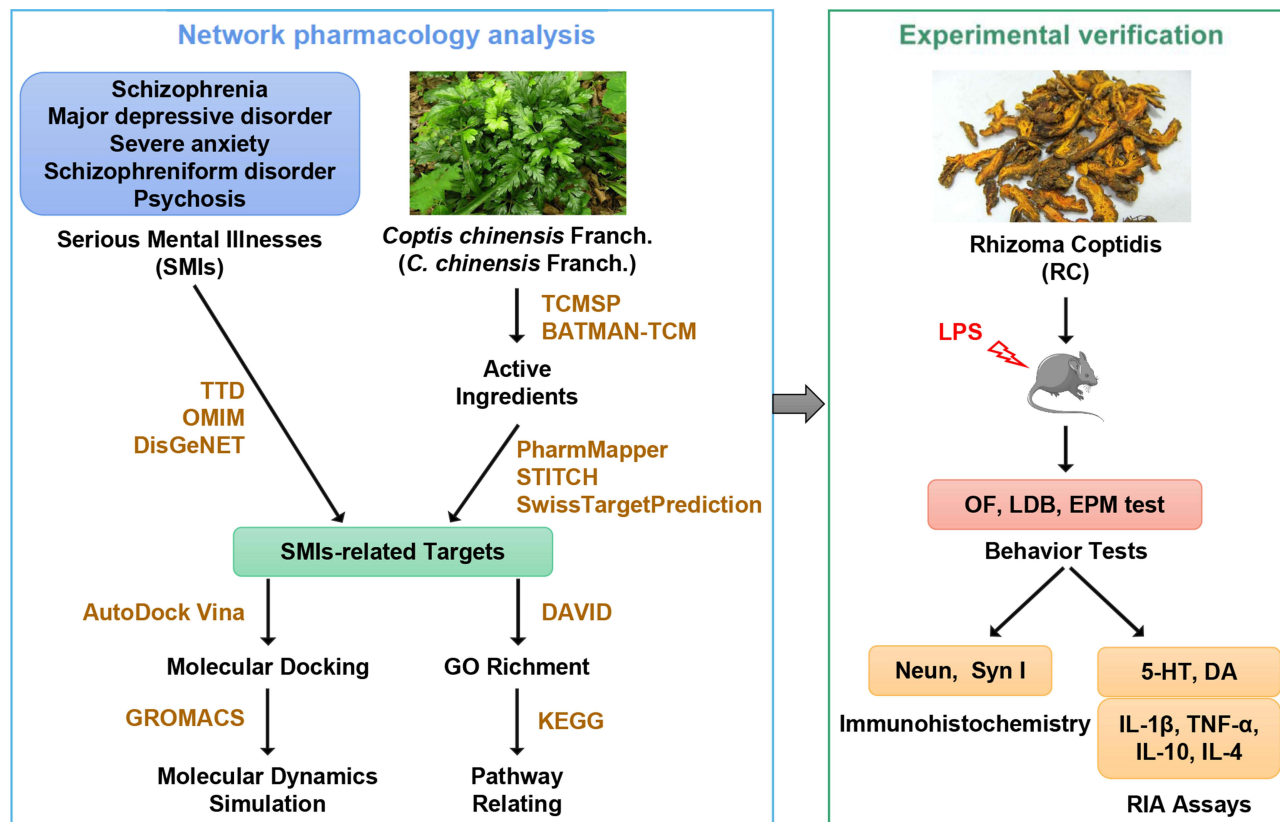 Network pharmacology analysis
Schizophrenia
Major depressive disorder
Severe anxiety
Schizophreniform disorder
Psychosis
Serious Mental Illnesses
(SMIs)
Coptis chinensis Franch.
(C. chinensis Franch.)
TCMSP
BATMAN-TCM
Active
Ingredients
TTD
OMIM
DisGeNET
PharmMapper
STITCH
SwissTargetPrediction
SMIs-related Targets
AutoDock Vina
DAVID
Molecular Docking
GO Richment
GROMACS
KEGG
Molecular Dynamics
Simulation
Pathway
Relating
Experimental verification
Rhizoma Coptidis
(RC)
LPS
OF, LDB, EPM test
Behavior Tests
Neun, Syn I
Immunohistochemistry
5-HT, DA
IL-1β, TNF-α,
IL-10, IL-4
RIA Assays